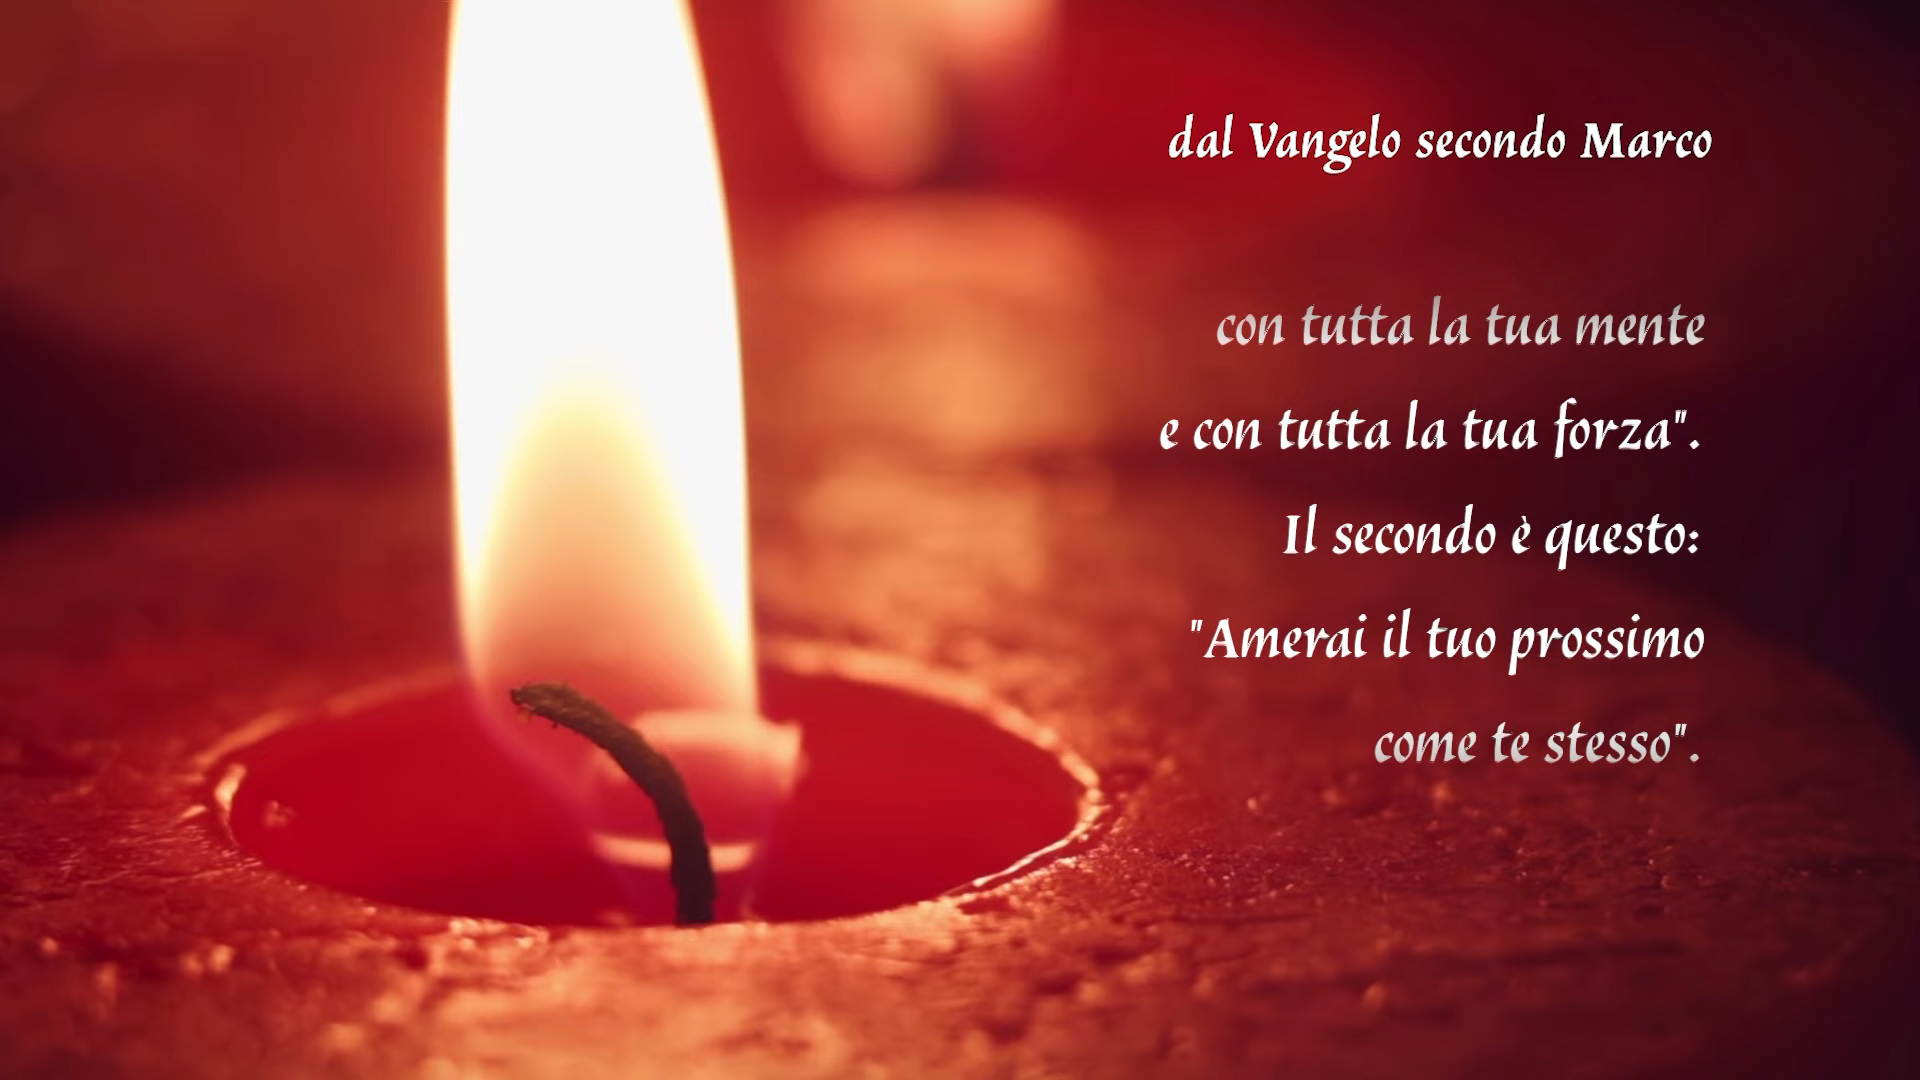 dal Vangelo secondo Marco
con tutta la tua mente
e con tutta la tua forza".
Il secondo è questo:
"Amerai il tuo prossimo
come te stesso".